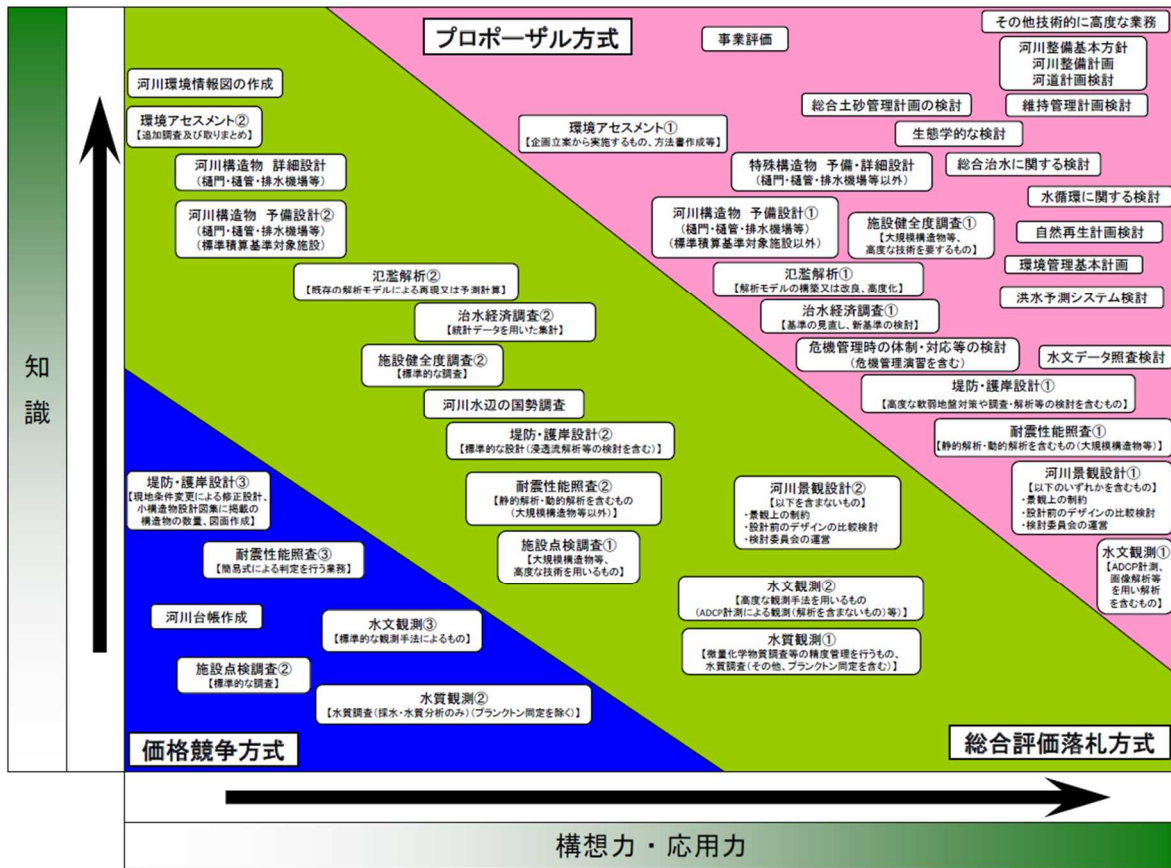 プロポーザル方式
事業評価
その他技術的に高度な業務
河川整備基本方針
河川整備計画
河道計画検討
河川環境情報図の作成
総合土砂管理計画の検討
維持管理計画検討
環境アセスメント②
【追加調査及び取りまとめ】
環境アセスメント①
【企画立案から実施するもの、方法書作成等】
生態学的な検討
河川構造物 詳細設計
(樋門・樋管・排水機場等)
特殊構造物 予備・詳細設計
(樋門・樋管・排水機場等以外)
総合治水に関する検討
水循環に関する検討
河川構造物 予備設計②
(樋門・樋管・排水機場等)
(標準積算基準対象施設)
河川構造物 予備設計①
(樋門・樋管・排水機場等)
(標準積算基準対象施設以外)
施設健全度調査①
【大規模構造物等、
高度な技術を要するもの】
自然再生計画検討
氾濫解析②
【既存の解析モデルによる再現又は予測計算】
氾濫解析①
【解析モデルの構築又は改良、高度化】
環境管理基本計画
洪水予測システム検討
治水経済調査②
【統計データを用いた集計】
治水経済調査①
【基準の見直し、新基準の検討】
施設健全度調査②
【標準的な調査】
危機管理時の体制・対応等の検討
(危機管理演習を含む)
水文データ照査検討
知
識
河川水辺の国勢調査
堤防・護岸設計①
【高度な軟弱地盤対策や調査・解析等の検討を含むもの】
堤防・護岸設計②
【標準的な設計(浸透流解析等の検討を含む)】
耐震性能照査①
【静的解析・動的解析を含むもの(大規模構造物等)】
堤防・護岸設計③
【現地条件変更による修正設計、
小構造物設計図集に掲載の
構造物の数量、図面作成】
耐震性能照査②
【静的解析・動的解析を含むもの
(大規模構造物等以外)】
河川景観設計②
【以下を含まないもの】
・景観上の制約
・設計前のデザインの比較検討
・検討委員会の運営
河川景観設計①
【以下のいずれかを含むもの】
・景観上の制約
・設計前のデザインの比較検討
・検討委員会の運営
耐震性能照査③
【簡易式による判定を行う業務】
施設点検調査①
【大規模構造物等、
高度な技術を用いるもの】
水文観測①
【ADCP計測、
画像解析等
を用い解析
を含むもの】
河川台帳作成
水文観測③
【標準的な観測手法によるもの】
水文観測②
【高度な観測手法を用いるもの
(ADCP計測による観測(解析を含まないもの)等)】
水質観測①
【微量化学物質調査等の精度管理を行うもの、
水質調査(その他、プランクトン同定を含む)】
施設点検調査②
【標準的な調査】
水質観測②
【水質調査(採水・水質分析のみ)(プランクトン同定を除く)】
価格競争方式
総合評価落札方式
構想力・応用力